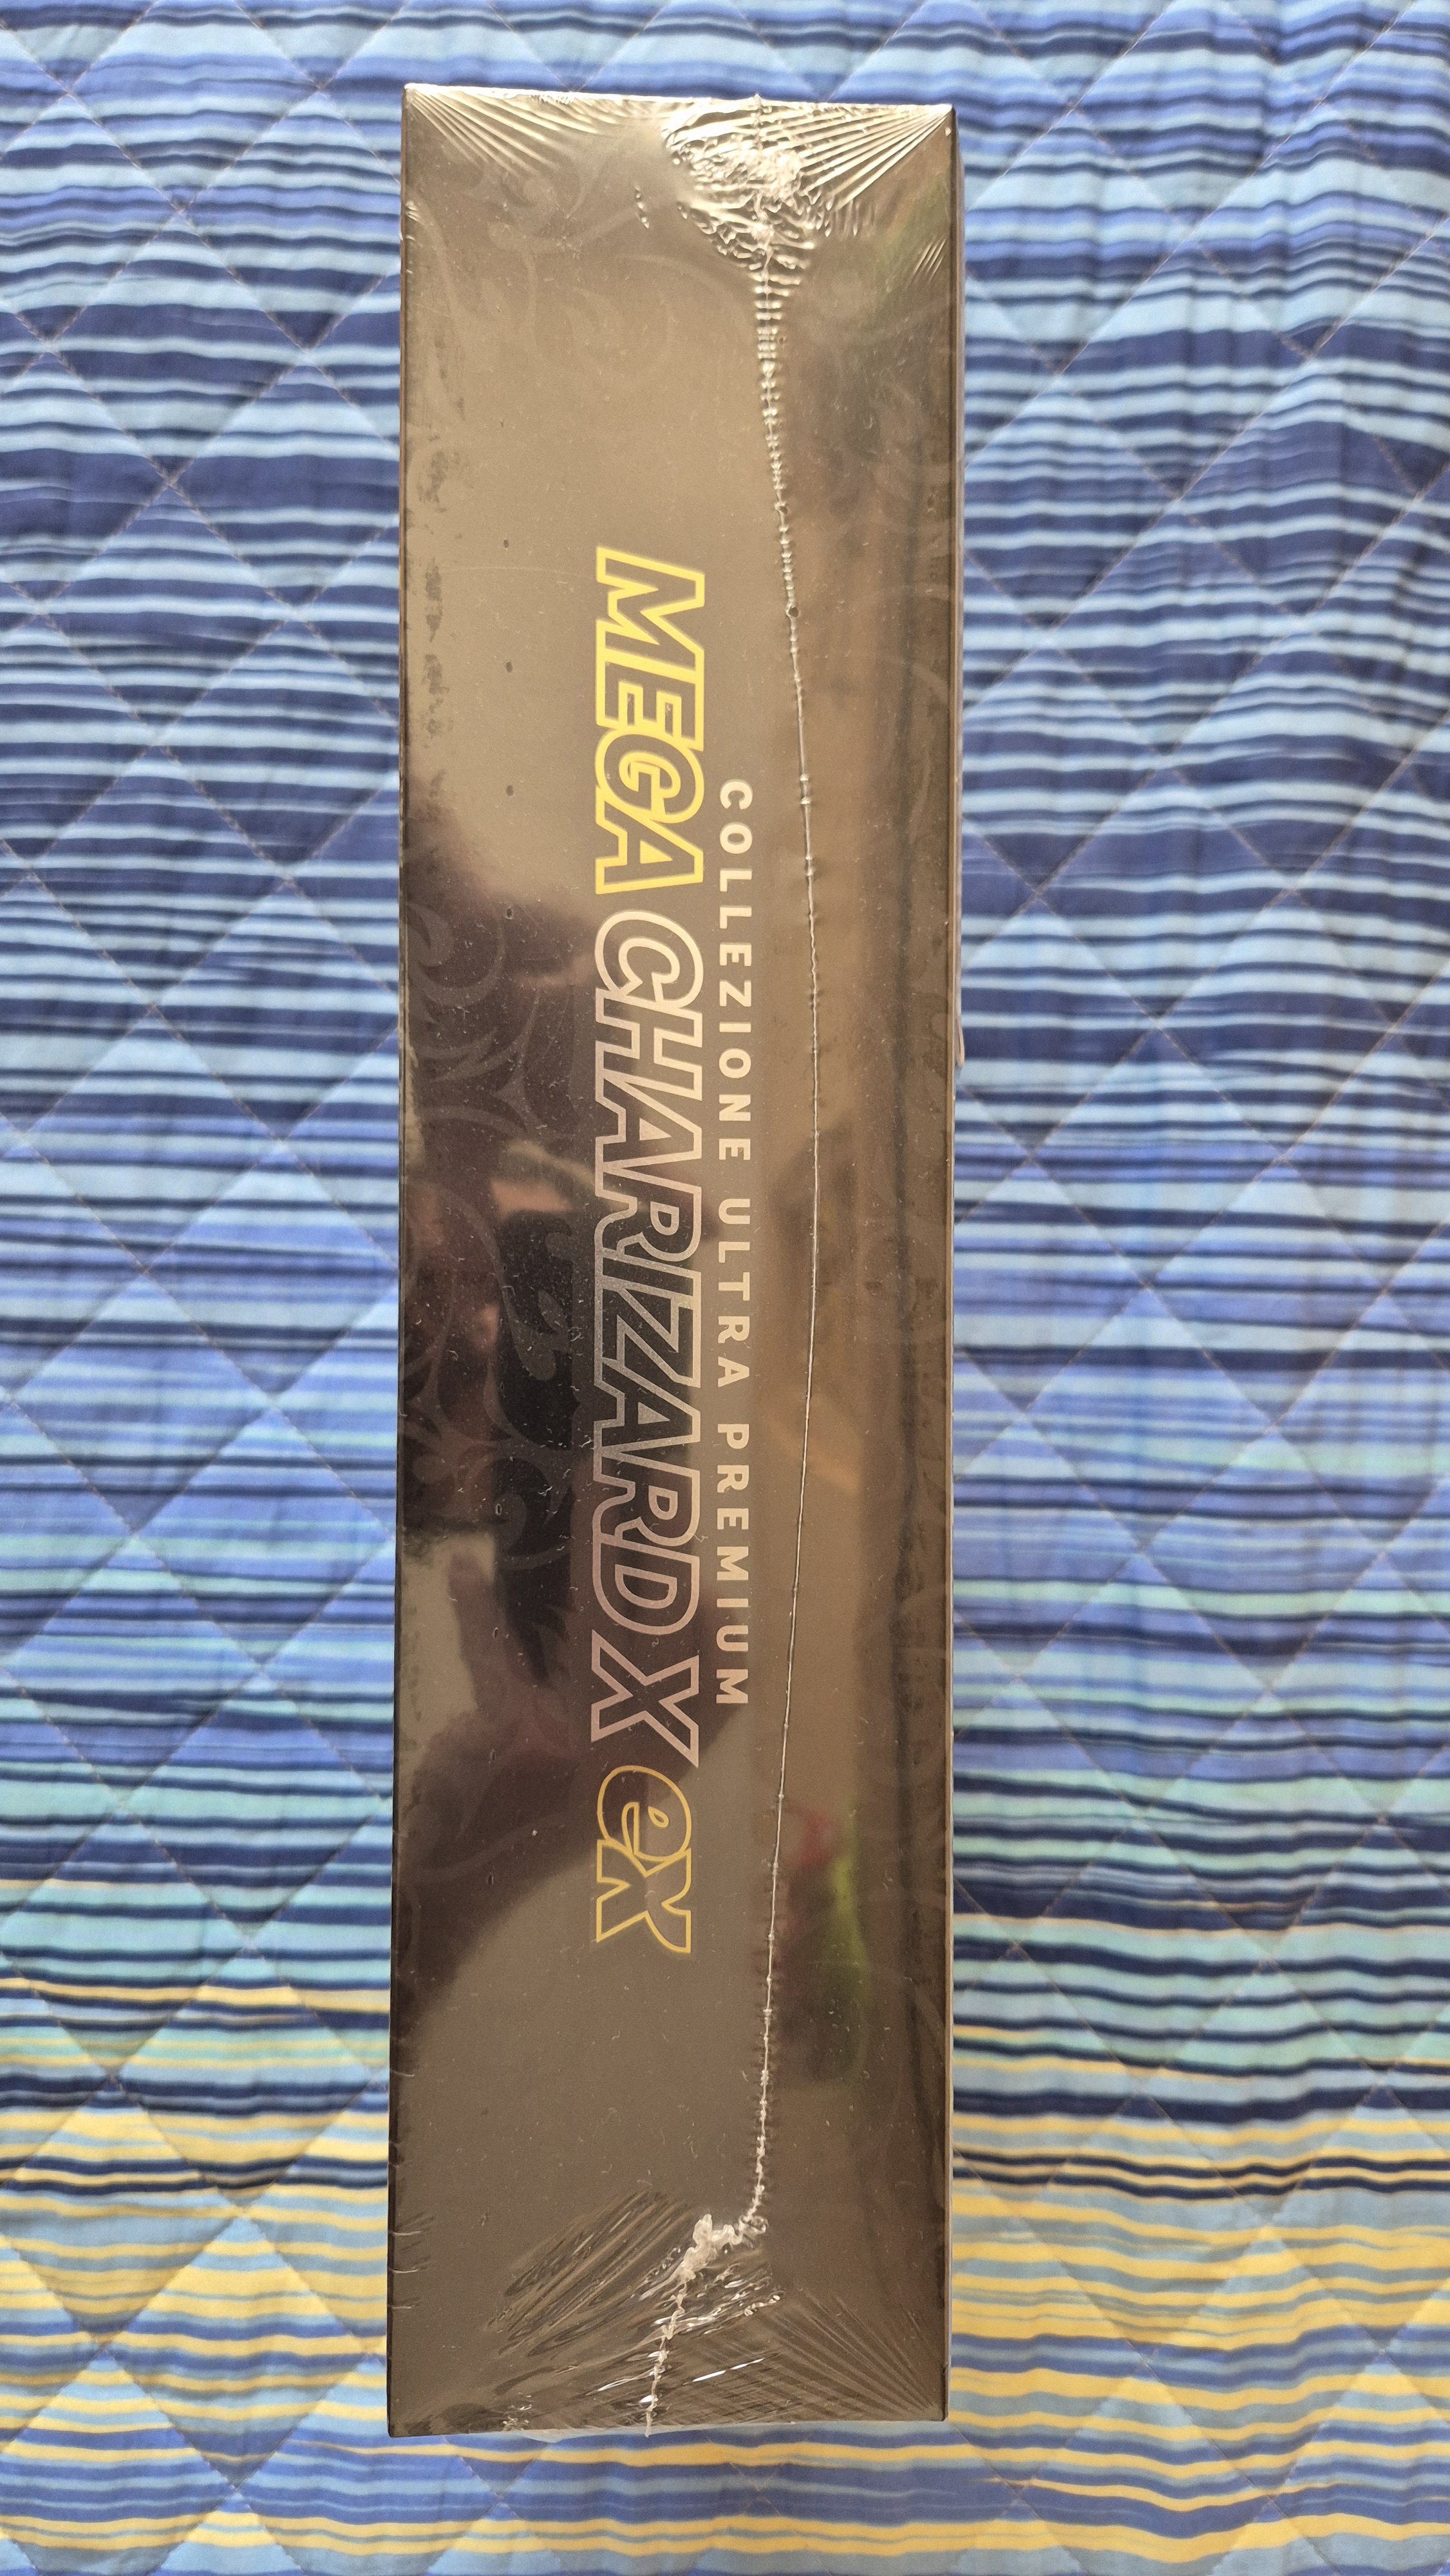 COLLEZIONE ULTRA PREMIUM
MEGA CHARIZARD X ex